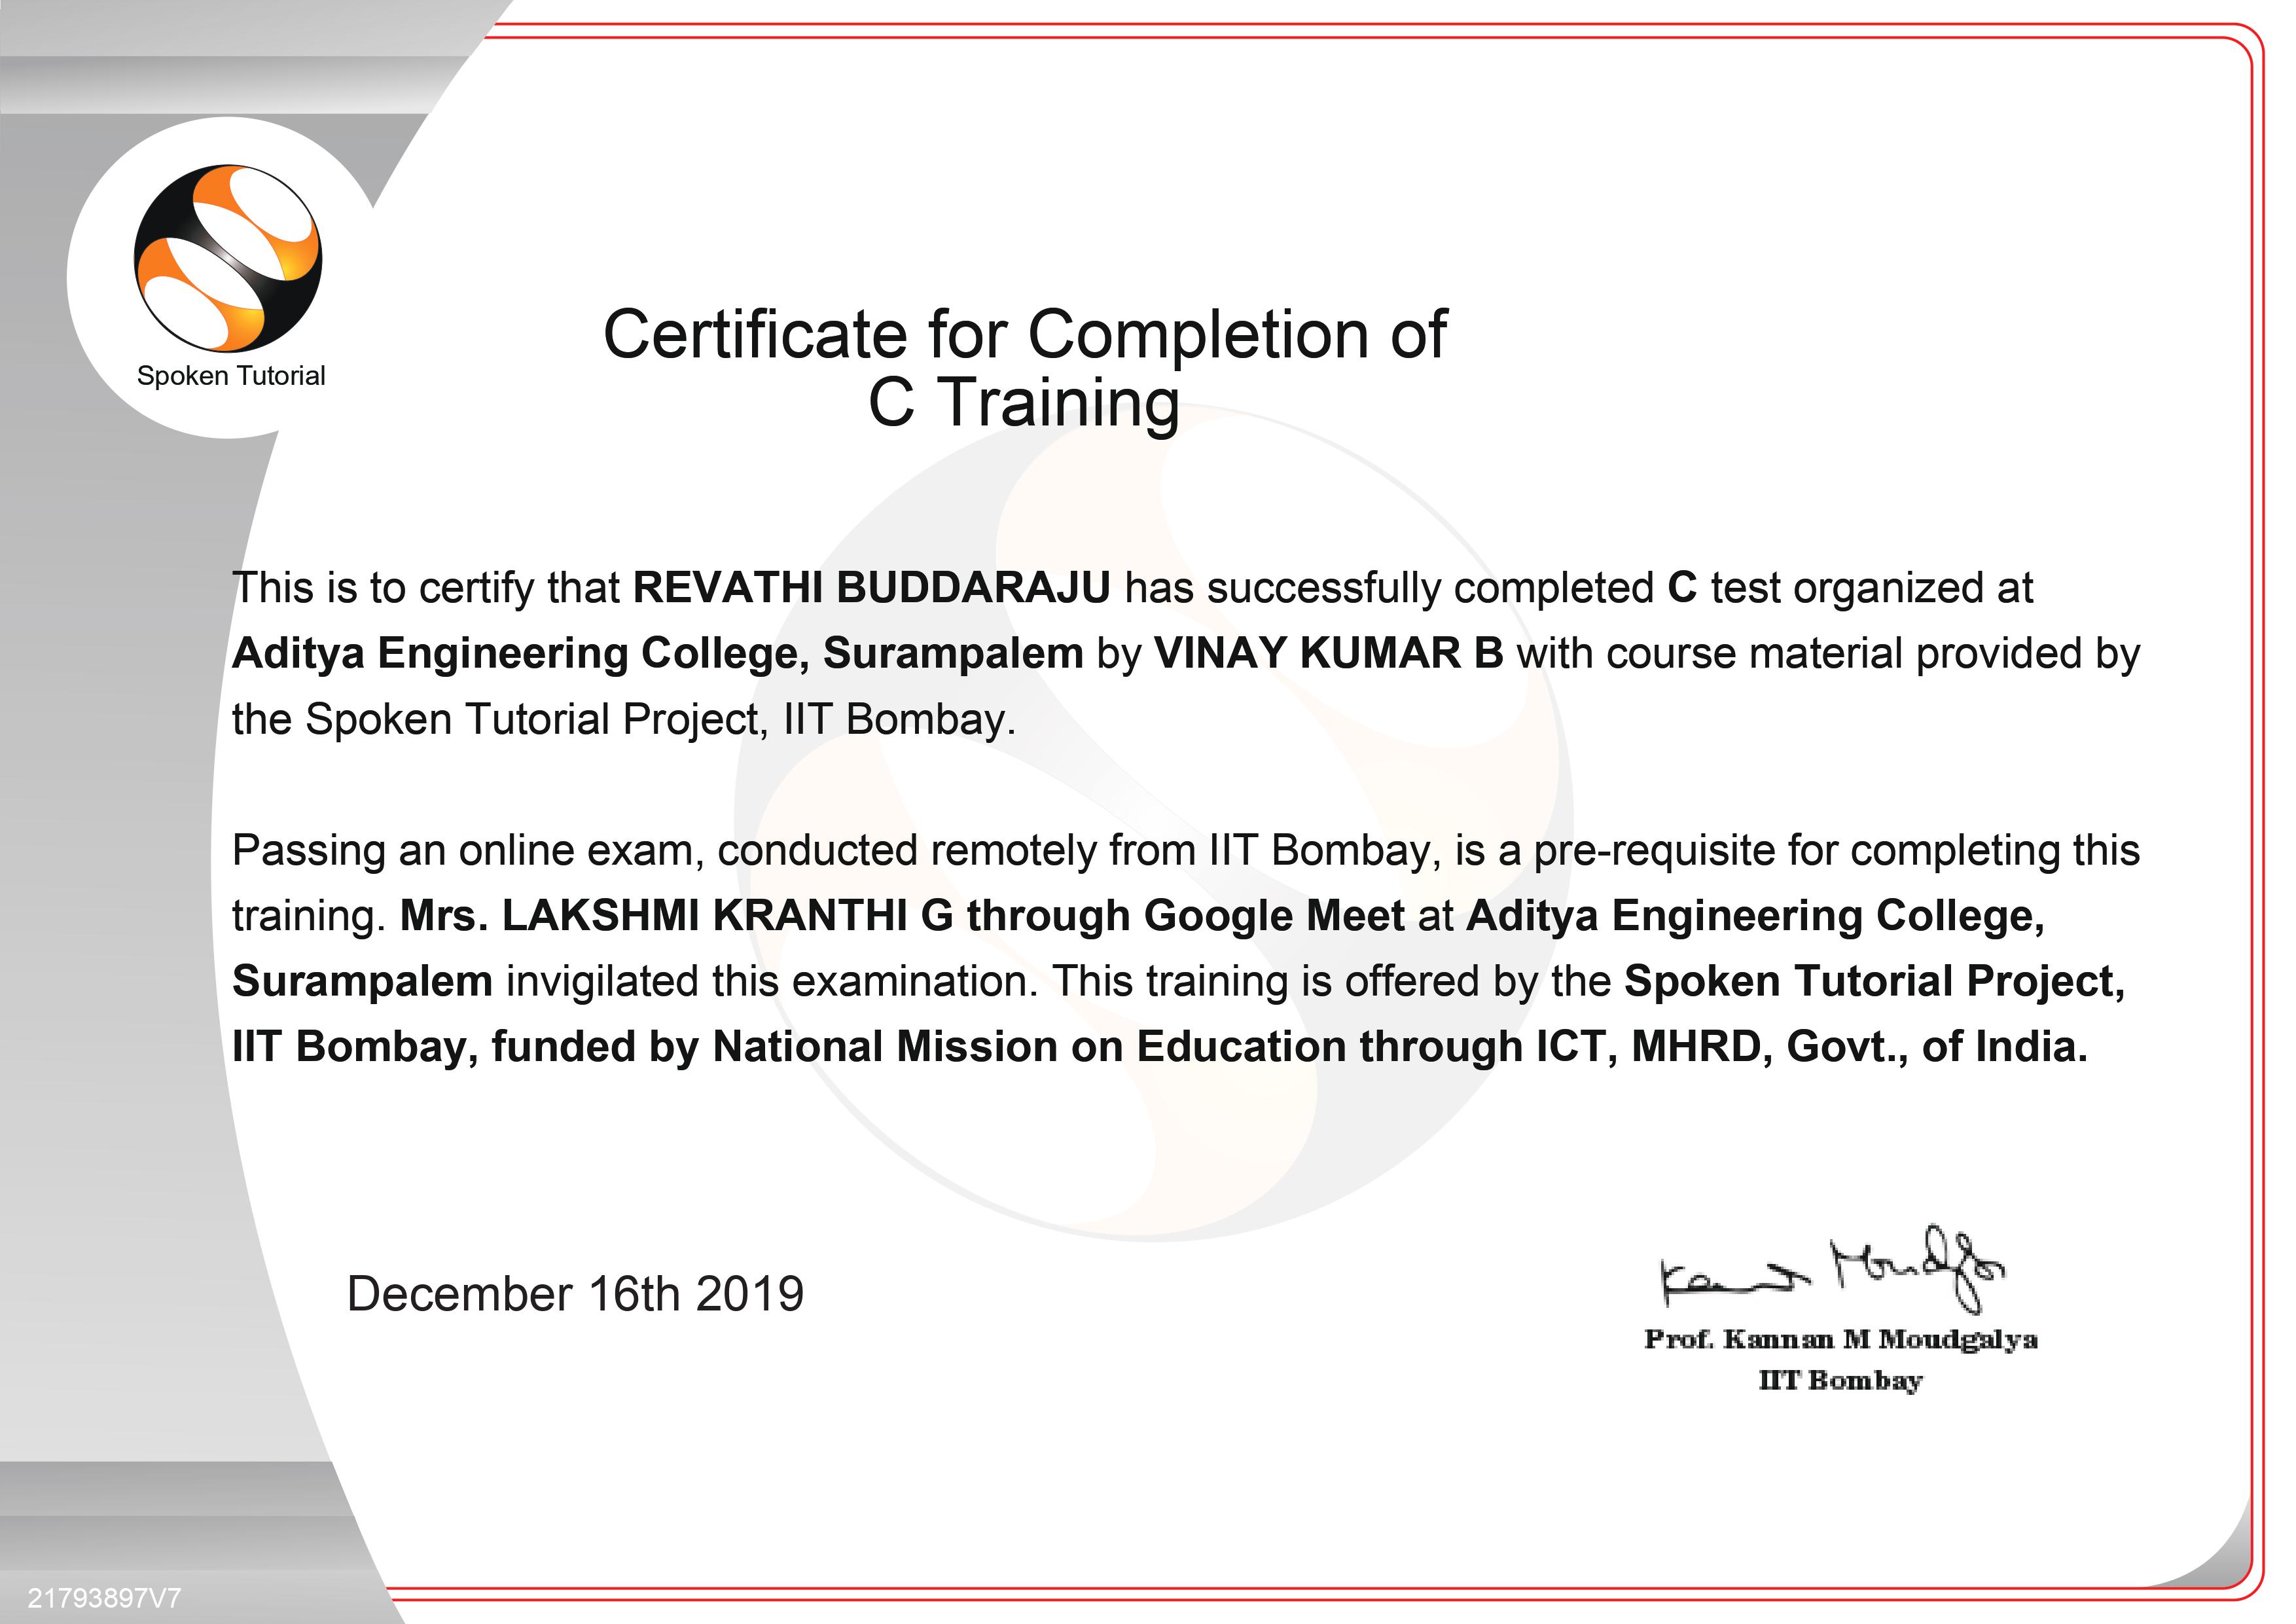 Spoken Tutorial
Certificate for Completion of
C Training
This is to certify that REVATHI BUDDARAJU has successfully completed C test organized at
Aditya Engineering College, Surampalem by VINAY KUMAR B with course material provided by
the Spoken Tutorial Project, IIT Bombay.
Passing an online exam, conducted remotely from IIT Bombay, is a pre-requisite for completing this
training. Mrs. LAKSHMI KRANTHI G through Google Meet at Aditya Engineering College,
Surampalem invigilated this examination. This training is offered by the Spoken Tutorial Project,
IIT Bombay, funded by National Mission on Education through ICT, MHRD, Govt., of India.
December 16th 2019
Kannan Moudgalya
Prof. Kannan M Moudgalya
IIT Bombay
21793897V7